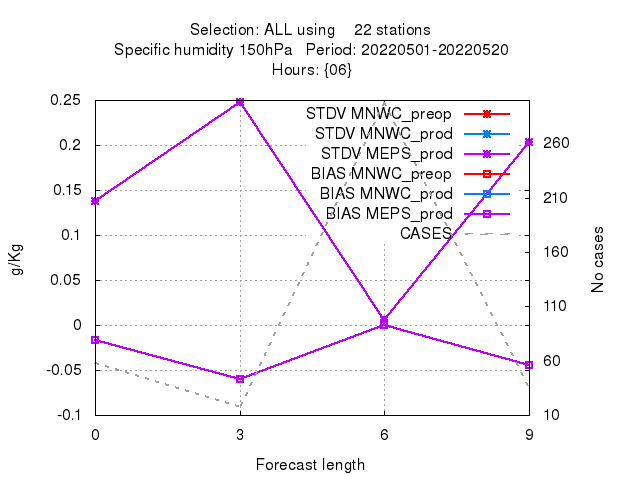 Selection: ALL using 22 stations
Specific humidity 150hPa Period: 20220501-20220520
Hours: {06}
STDV MNWC_preop
STDV MNWC_prod
STDV MEPS_prod
BIAS MNWC_preop
BIAS MNWC_prod
BIAS MEPS_prod
CASES
0.25
0.2
0.15
0.1
0.05
0
-0.05
-0.1
g/Kg
260
210
160
110
60
10
No cases
0 3 6 9
Forecast length